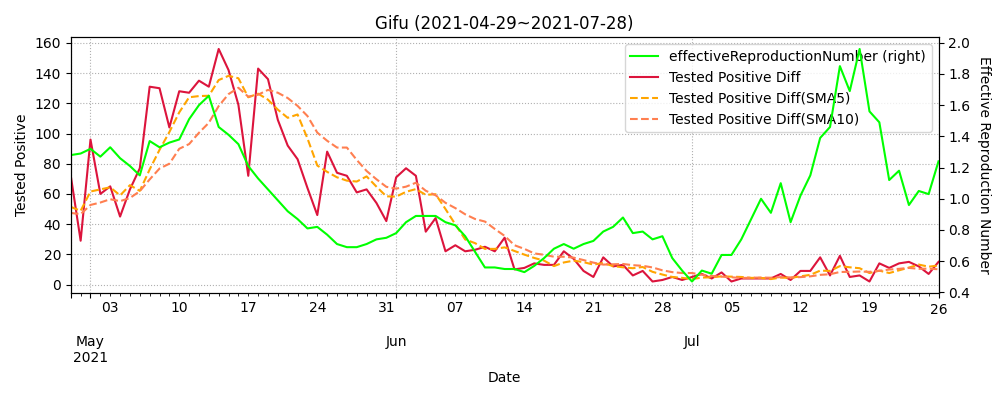 Gifu (2021-04-29~2021-07-28)
effectiveReproductionNumber (right)
Tested Positive Diff
Tested Positive Diff(SMA5)
Tested Positive Diff(SMA10)
Tested Positive
160
140
120
100
80
60
40
20
0
2.0
1.8
1.6
1.4
1.2
1.0
0.8
0.6
0.4
Effective Reproduction Number
03 10 17 24 31 07 14 21 28 05 12 19 26
May Jun Jul
2021
Date